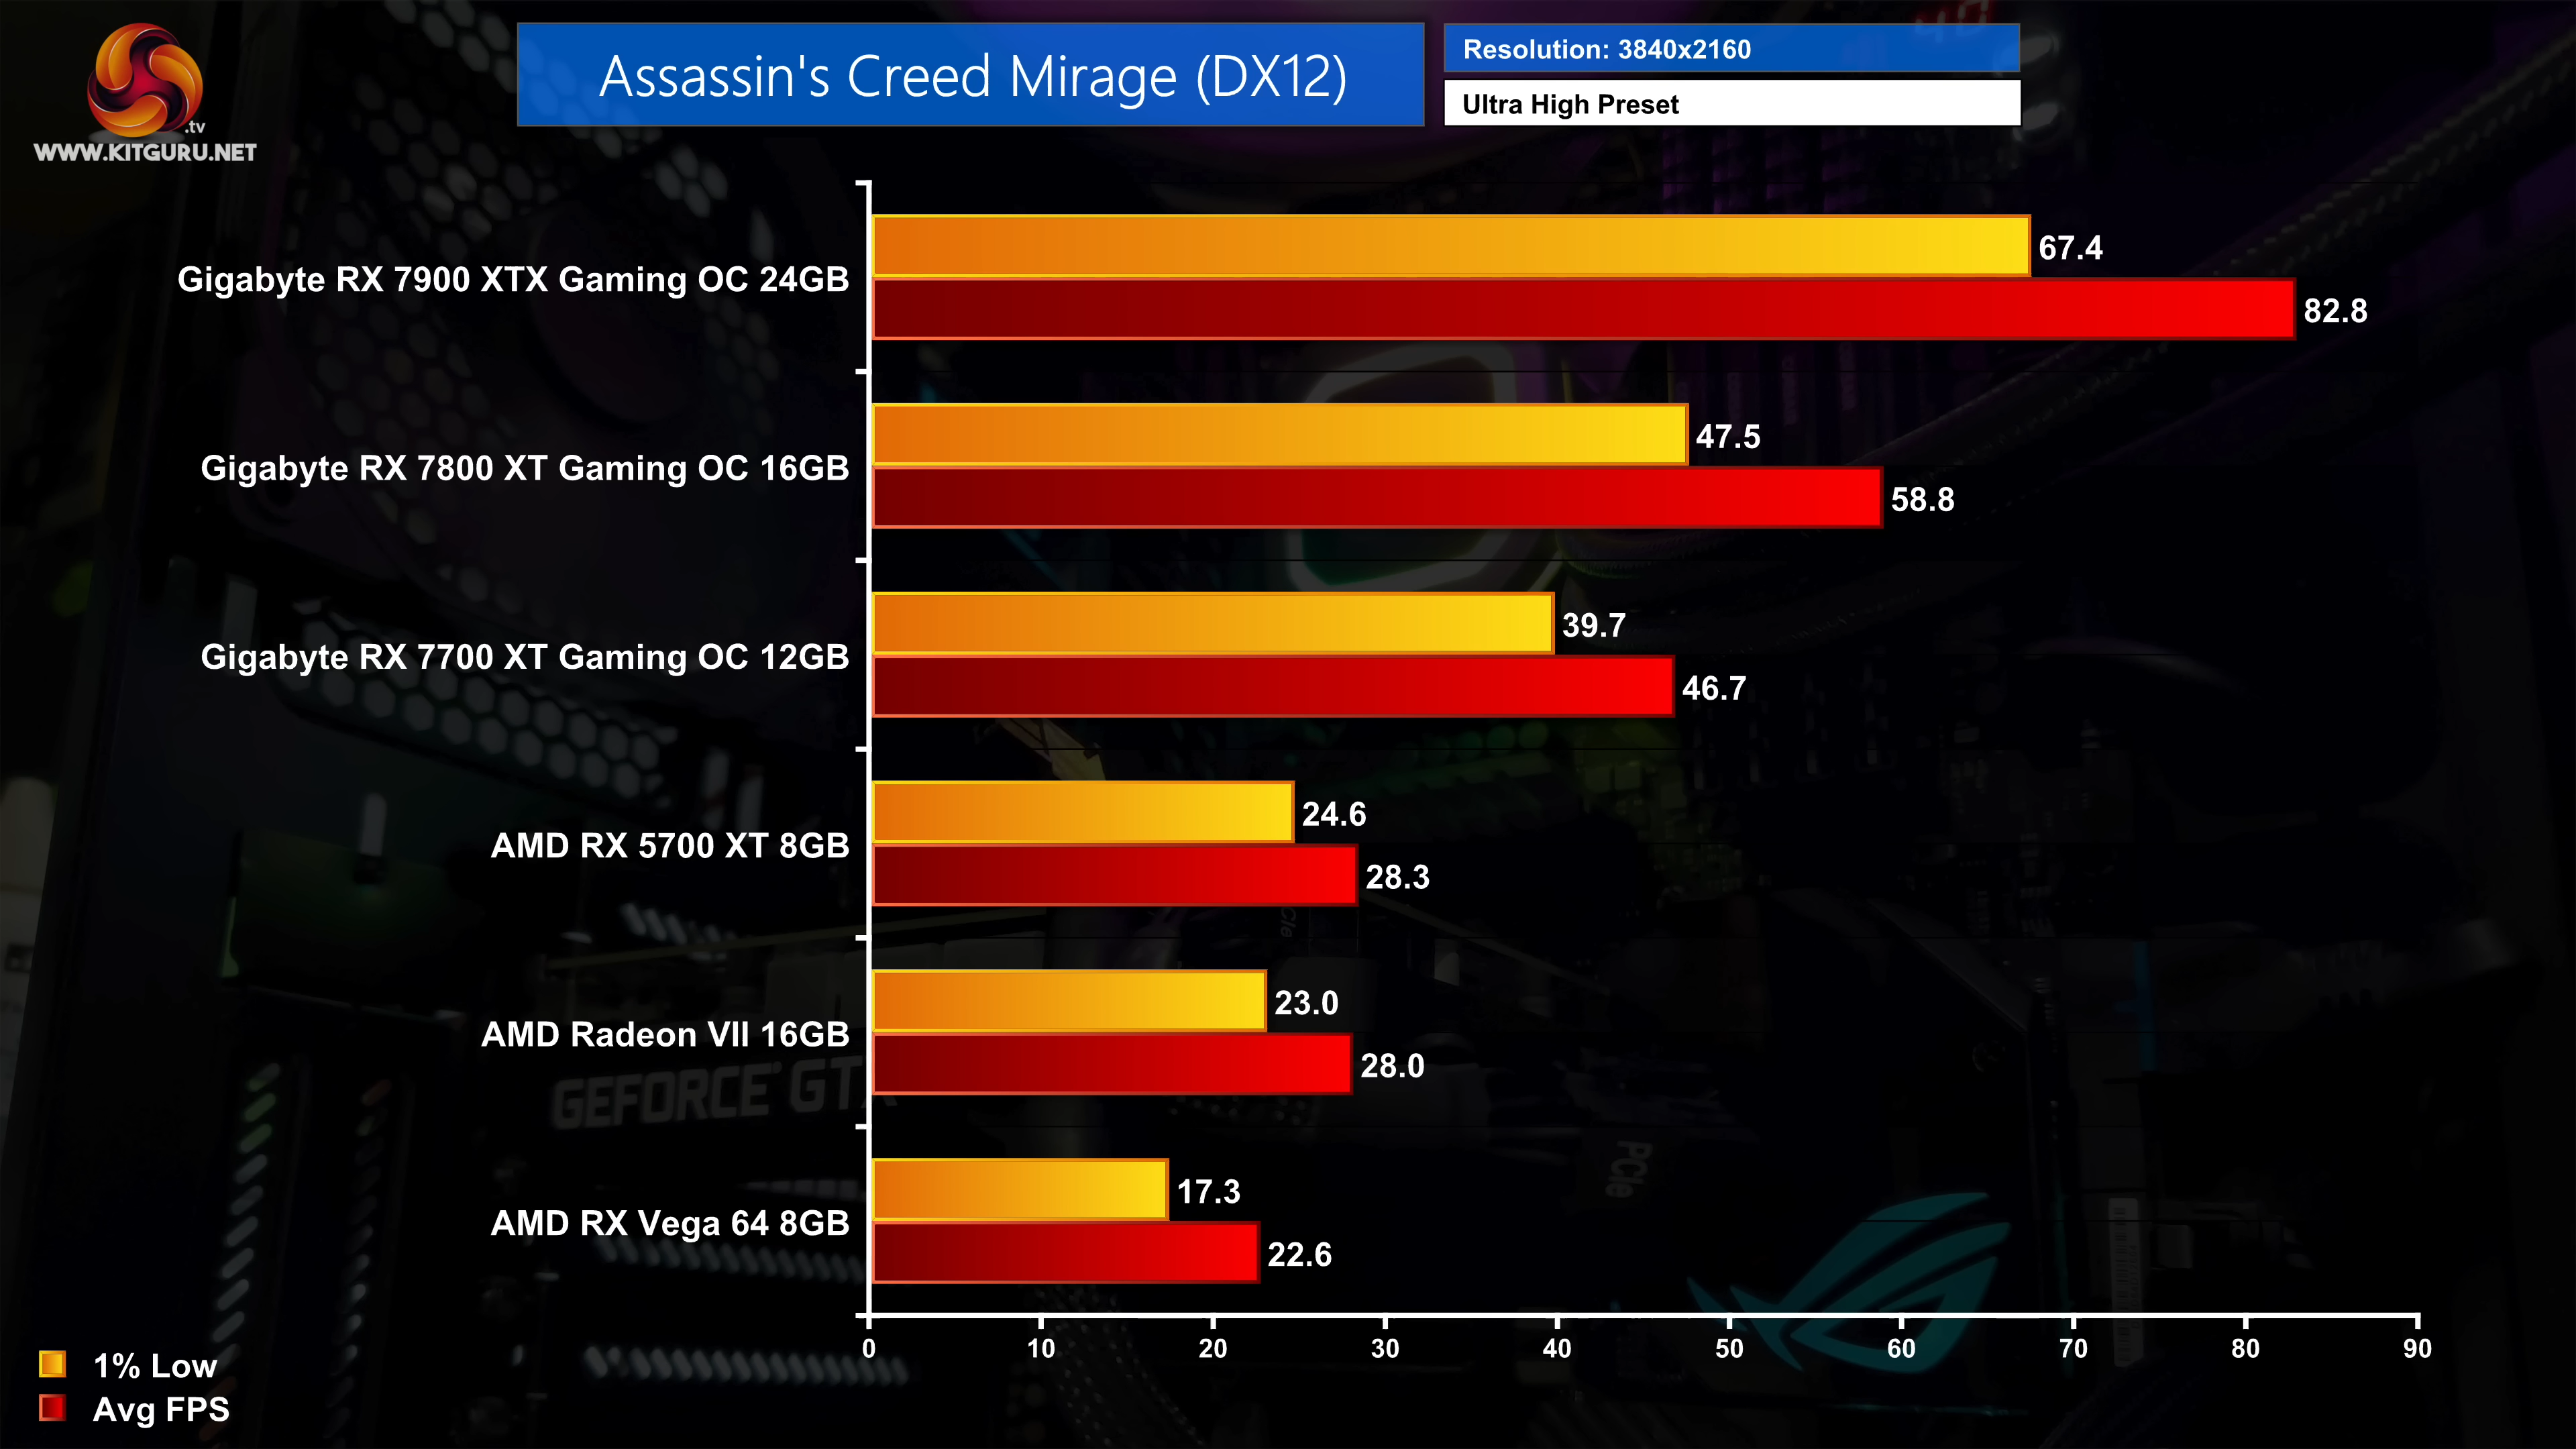 .tv
WWW.KITGURU.NET
Assassin's Creed Mirage (DX12)
Resolution: 3840x2160
Ultra High Preset
Gigabyte RX 7900 XTX Gaming OC 24GB
67.4
82.8
Gigabyte RX 7800 XT Gaming OC 16GB
47.5
58.8
Gigabyte RX 7700 XT Gaming OC 12GB
39.7
46.7
AMD RX 5700 XT 8GB
24.6
28.3
AMD Radeon VII 16GB
23.0
28.0
GEFORCE GTX
PCIe
AMD RX Vega 64 8GB
17.3
22.6
0 10 20 30 40 50 60 70 80 90
1% Low
Avg FPS